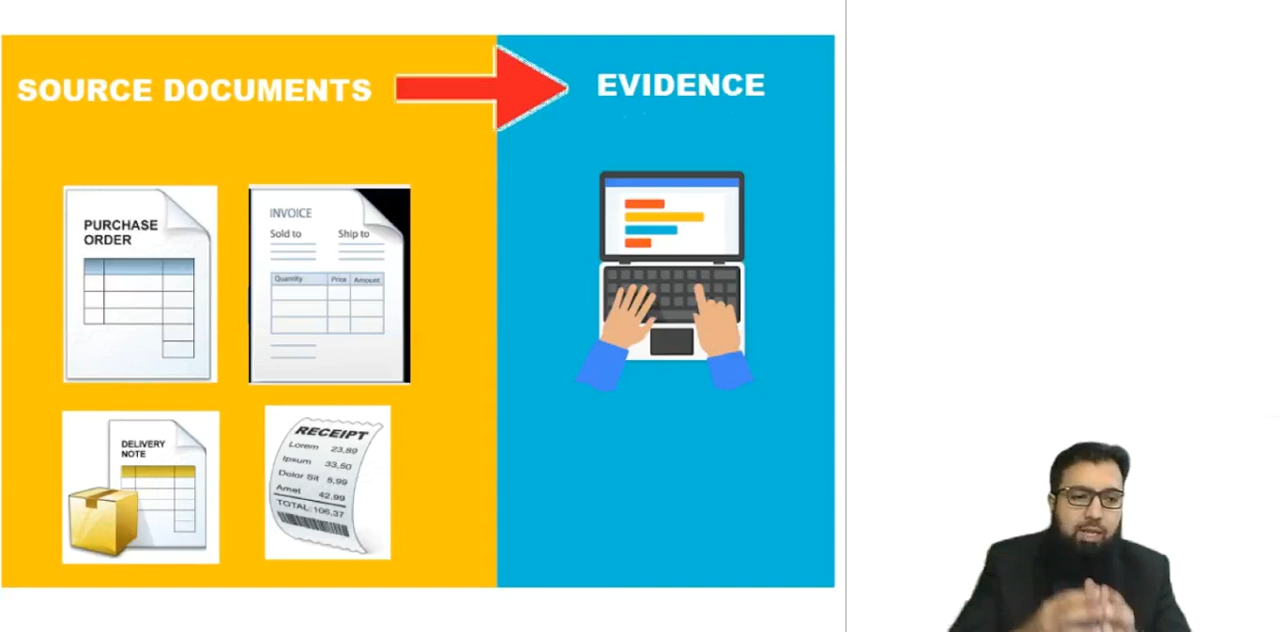 SOURCE DOCUMENTS
EVIDENCE
PURCHASE
ORDER
INVOICE
Sold to Ship to
Quantity Price Amount
DELIVERY
NOTE
RECEIPT
Lorem 23,89
Ipsum 33,50
Dolor Sit 5,99
Amet 42,99
TOTAL: 106,37